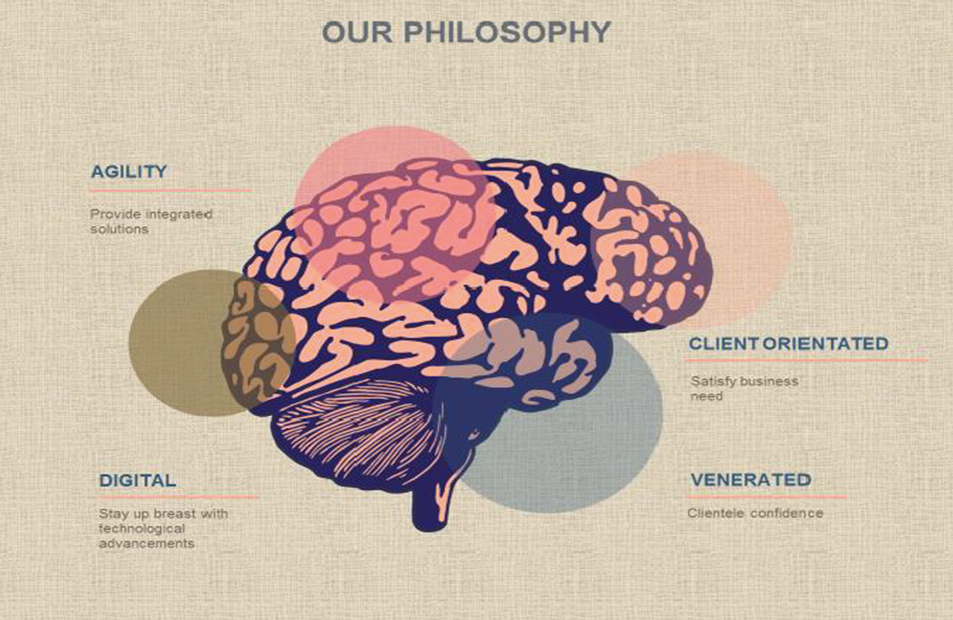 OUR PHILOSOPHY
AGILITY
Provide integrated
solutions
CLIENT ORIENTATED
Satisfy business
need
DIGITAL
Stay up breast with
technological
advancements
VENERATED
Clientele confidence